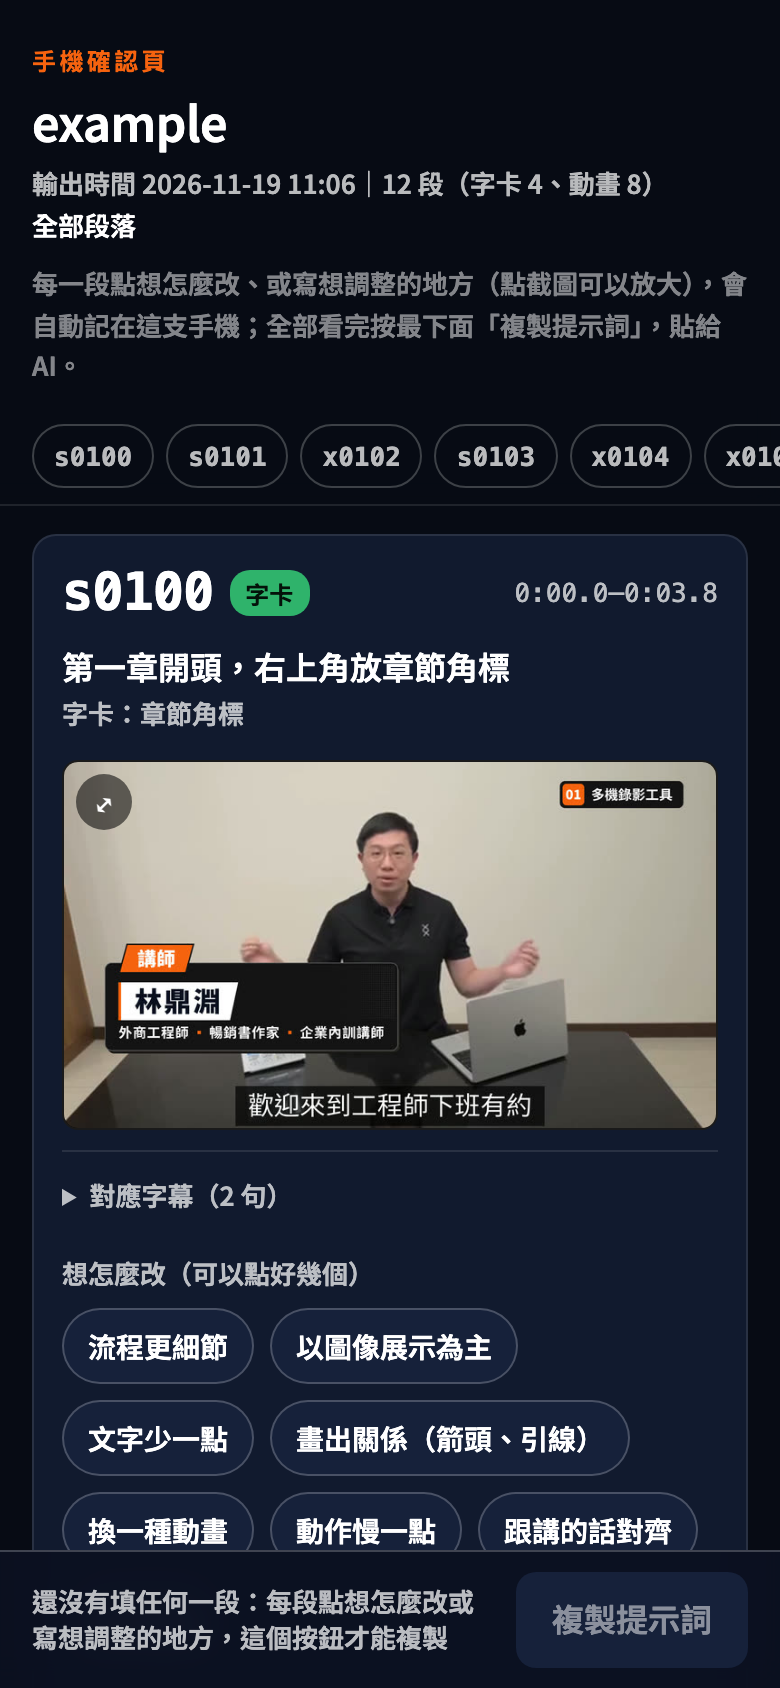 手機確認頁
example
輸出時間 2026-11-19 11:06｜12 段（字卡 4、動畫 8）
全部段落
每一段點想怎麼改、或寫想調整的地方（點截圖可以放大），會
自動記在這支手機；全部看完按最下面「複製提示詞」，貼給
AI。
s0100 s0101 x0102 s0103 x0104
s0100 字卡 0:00.0–0:03.8
第一章開頭，右上角放章節角標
字卡：章節角標
01 多機錄影工具
講師
林鼎淵
外商工程師・暢銷書作家・企業內訓講師
歡迎來到工程師下班有約
▶ 對應字幕（2 句）
想怎麼改（可以點好幾個）
流程更細節 以圖像展示為主
文字少一點 畫出關係（箭頭、引線）
換一種動畫 動作慢一點 跟講的話對齊
還沒有填任何一段：每段點想怎麼改或
寫想調整的地方，這個按鈕才能複製
複製提示詞